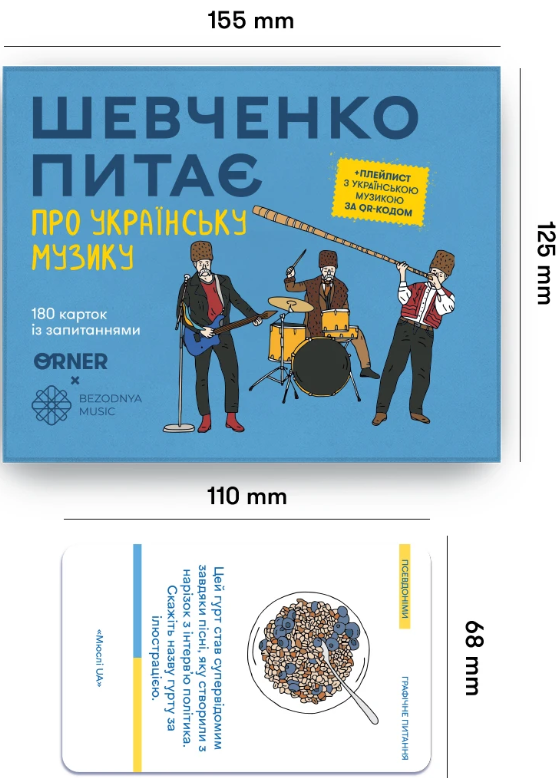 155 mm
ШЕВЧЕНКО
ПИТАЄ
ПРО УКРАЇНСЬКУ
МУЗИКУ
+ПЛЕЙЛИСТ
З УКРАЇНСЬКОЮ
МУЗИКОЮ
ЗА QR-КОДОМ
180 карток
із запитаннями
ORNER
×
BEZODNYA
MUSIC
125 mm
110 mm
ПСЕВДОНІМИ
ГРАФІЧНЕ ПИТАННЯ
Цей гурт став супервідомим
завдяки пісні, яку створили з
нарізок з інтерв'ю політика.
Скажіть назву гурту за
ілюстрацією.
«Мюслі UA»
68 mm